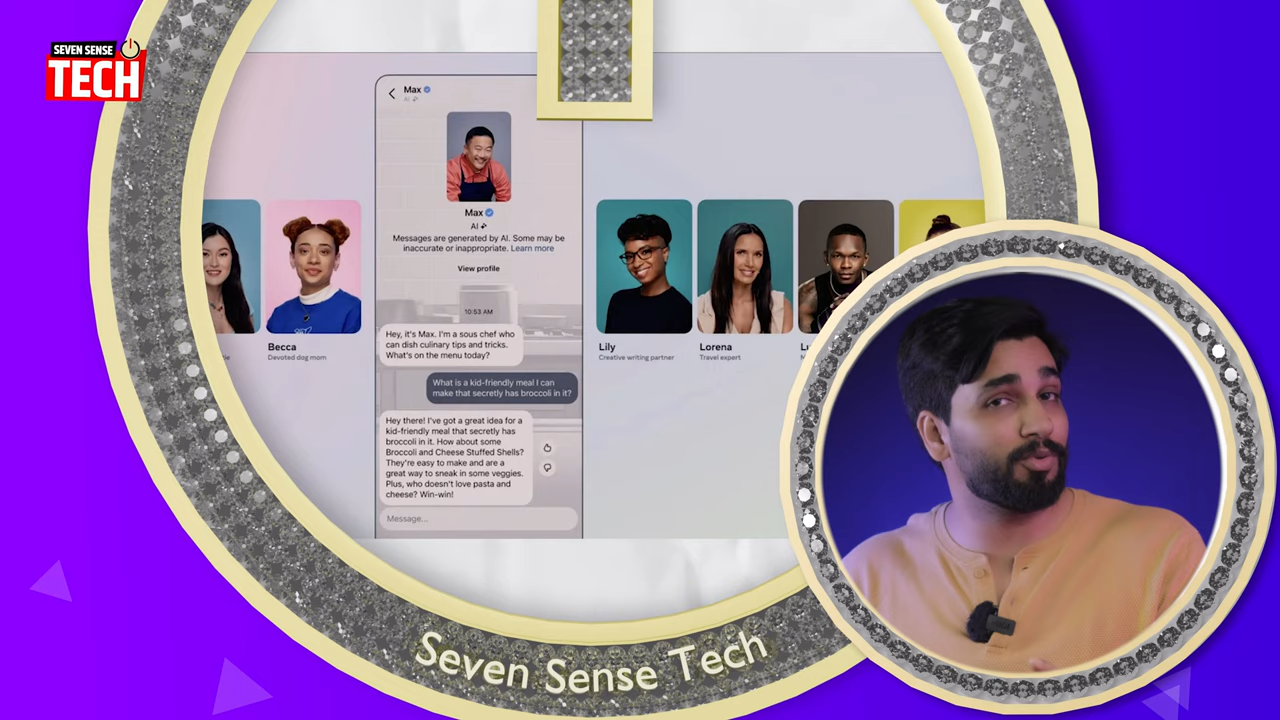 SEVEN SENSE
TECH
Max
AI
Max
AI
Messages are generated by AI. Some may be
inaccurate or inappropriate. Learn more
View profile
10:53 AM
Hey, it's Max. I'm a sous chef who
can dish culinary tips and tricks.
What's on the menu today?
What is a kid-friendly meal I can
make that secretly has broccoli in it?
Hey there! I've got a great idea for a
kid-friendly meal that secretly has
broccoli in it. How about some
Broccoli and Cheese Stuffed Shells?
They're easy to make and are a
great way to sneak in some veggies.
Plus, who doesn't love pasta and
cheese? Win-win!
Message...
Becca
Devoted dog mom
Lily
Creative writing partner
Lorena
Travel expert
Seven Sense Tech